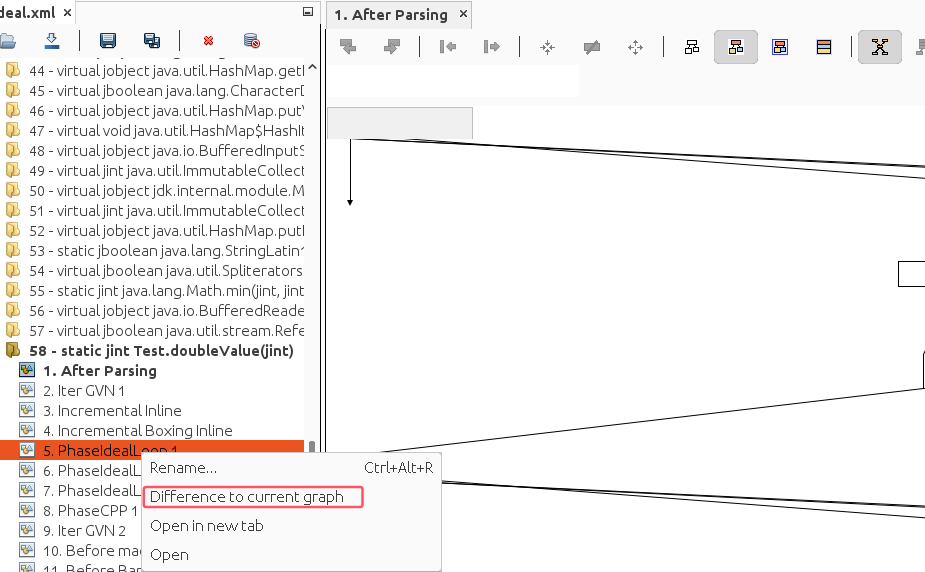 deal.xml ×
1. After Parsing ×
44 - virtual jobject java.util.HashMap.get
45 - virtual jboolean java.lang.Character
46 - virtual jobject java.util.HashMap.put
47 - virtual void java.util.HashMap$HashIt
48 - virtual jobject java.io.BufferedInputS
49 - virtual jint java.util.ImmutableCollect
50 - virtual jobject jdk.internal.module.M
51 - virtual jint java.util.ImmutableCollect
52 - virtual jobject java.util.HashMap.put
53 - static jboolean java.lang.StringLatin1
54 - virtual jboolean java.util.Spliterators
55 - static jint java.lang.Math.min(jint, jint
56 - virtual jobject java.io.BufferedReade
57 - virtual jboolean java.util.stream.Refe
58 - static jint Test.doubleValue(jint)
1. After Parsing
2. Iter GVN 1
3. Incremental Inline
4. Incremental Boxing Inline
5. PhaseIdealLoop 1
6. PhaseIdealL
7. PhaseIdealL
8. PhaseCPP 1
9. Iter GVN 2
10. Before ma
11. Before Bar
Rename... Ctrl+Alt+R
Difference to current graph
Open in new tab
Open